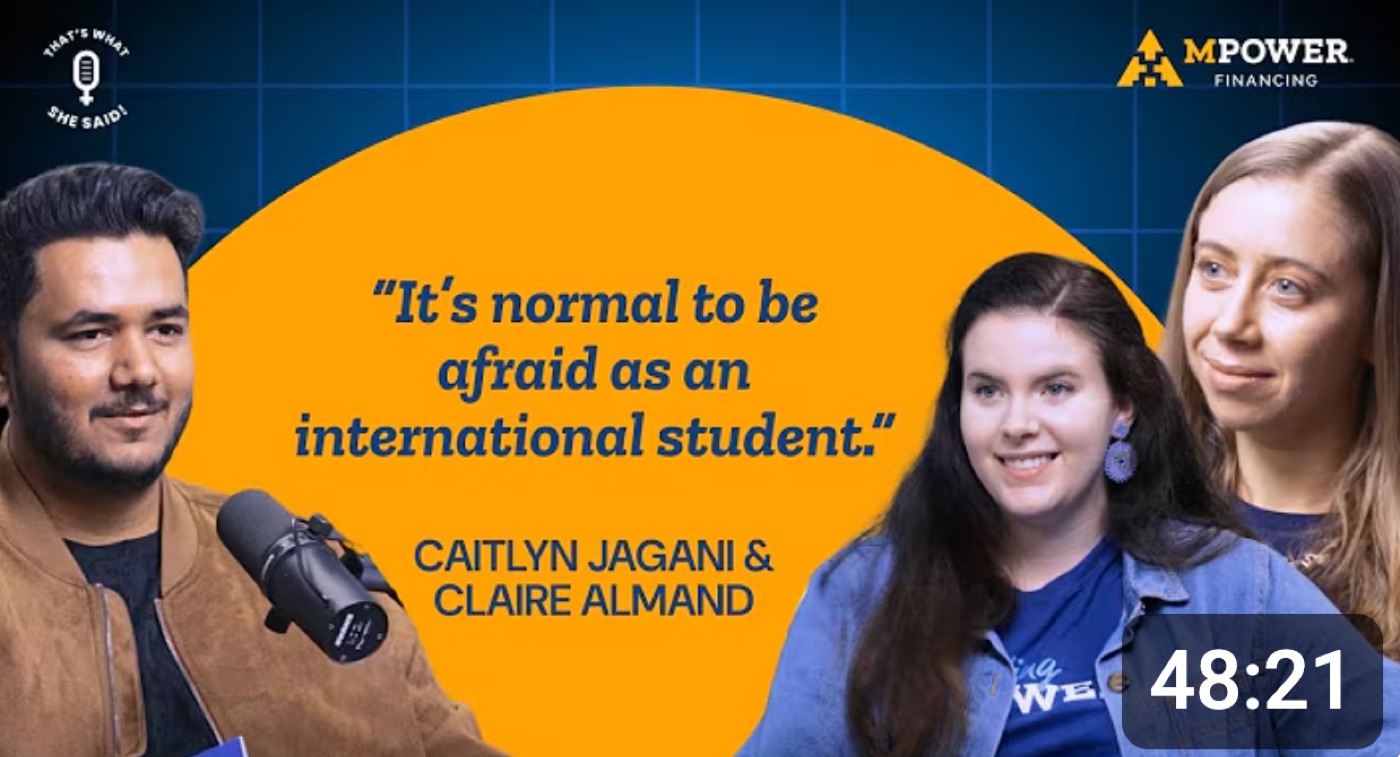 THAT'S WHAT
SHE SAID!
MPOWER
FINANCING
"It's normal to be
afraid as an
international student."
CAITLYN JAGANI &
CLAIRE ALMAND
48:21